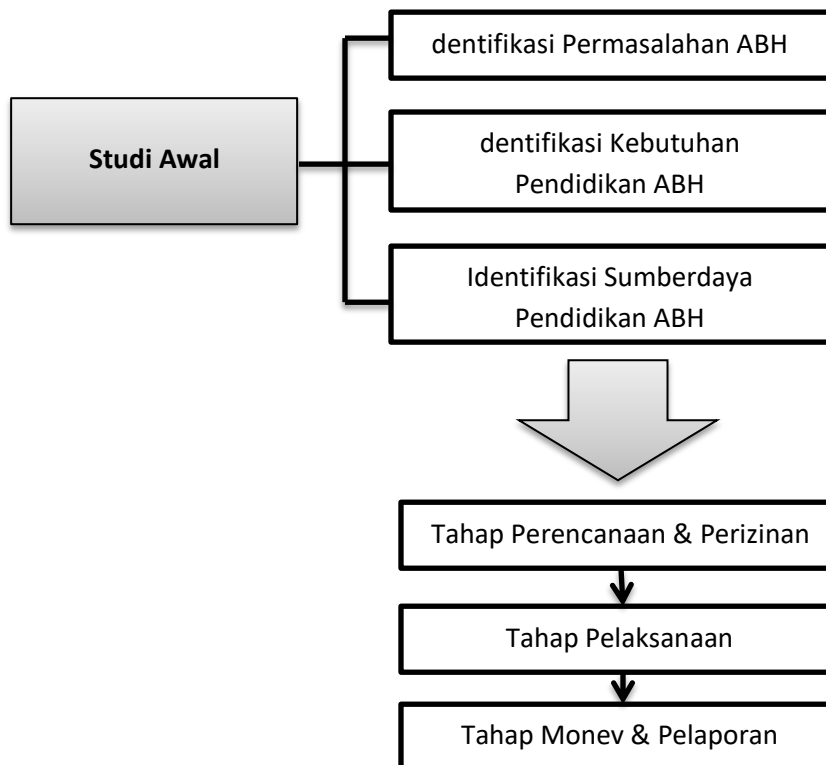 dentifikasi Permasalahan ABH
Studi Awal
dentifikasi Kebutuhan
Pendidikan ABH
Identifikasi Sumberdaya
Pendidikan ABH
Tahap Perencanaan & Perizinan
Tahap Pelaksanaan
Tahap Monev & Pelaporan